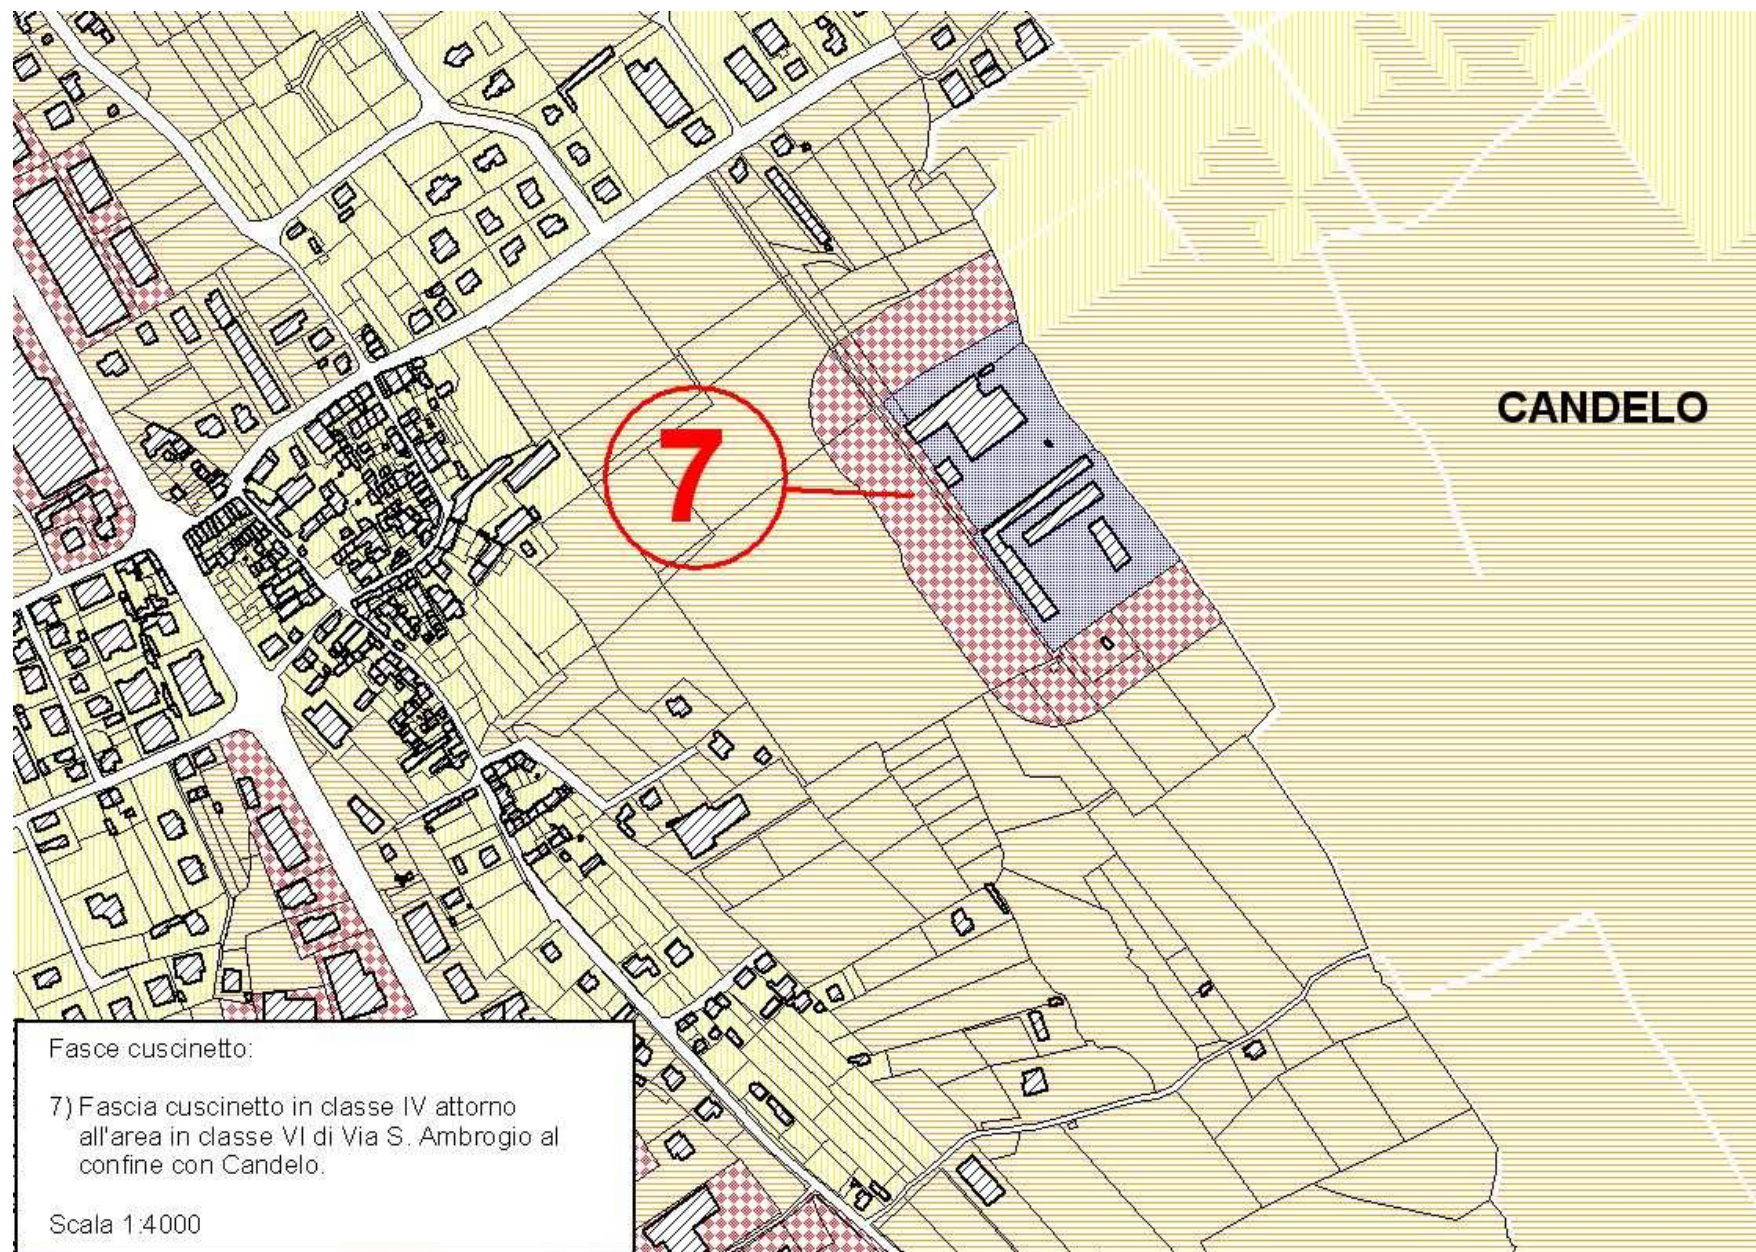 CANDELO
7
Fasce cuscinetto:
7) Fascia cuscinetto in classe IV attorno
all'area in classe VI di Via S. Ambrogio al
confine con Candelo.
Scala 1:4000